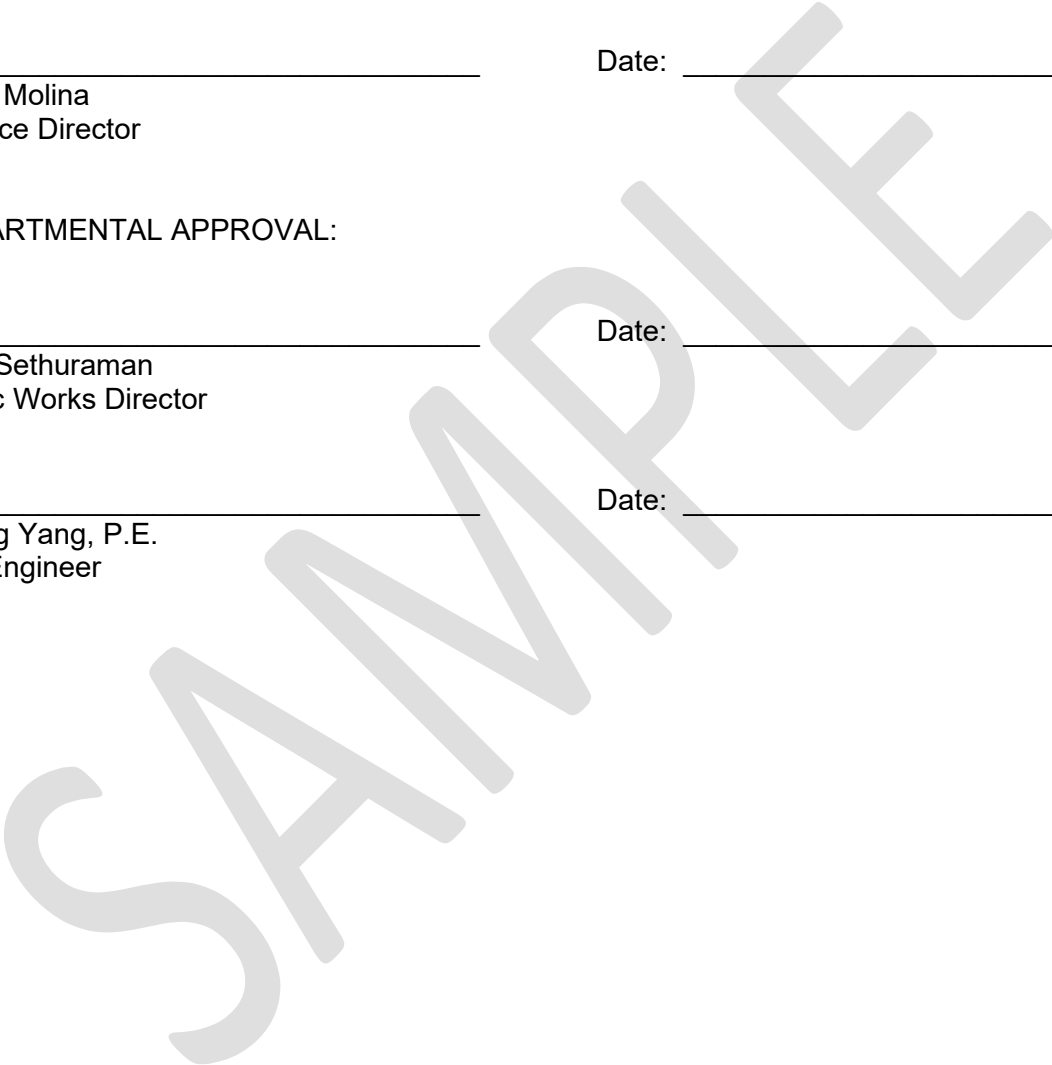 Date:
Molina
ce Director
ARTMENTAL APPROVAL:
Date:
Sethuraman
c Works Director
Date:
g Yang, P.E.
Engineer
SAMPLE